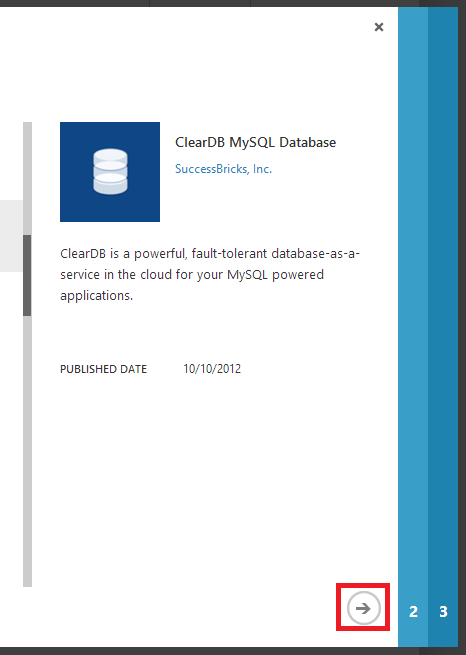 ClearDB MySQL Database
SuccessBricks, Inc.
ClearDB is a powerful, fault-tolerant database-as-a-
service in the cloud for your MySQL powered
applications.
PUBLISHED DATE 10/10/2012
2 3